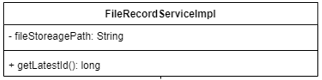 FileRecordServiceImpl
- fileStoreagePath: String
+ getLatestId(): long